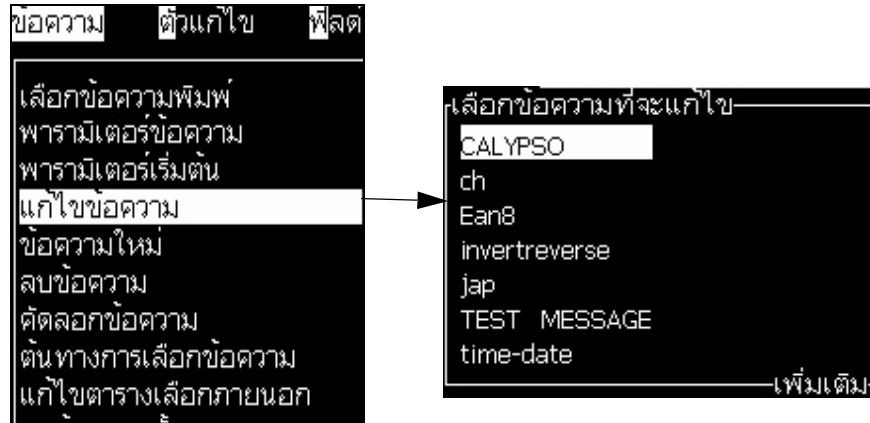 ข้อความ ตัวแก้ไข ฟิลด์
เลือกข้อความพิมพ์
พารามิเตอร์ข้อความ
พารามิเตอร์เริ่มต้น
แก้ไขข้อความ
ข้อความใหม่
ลบข้อความ
คัดลอกข้อความ
ต้นทางการเลือกข้อความ
แก้ไขตารางเลือกภายนอก
เลือกข้อความที่จะแก้ไข
CALYPSO
ch
Ean8
invertreverse
jap
TEST MESSAGE
time-date
เพิ่มเติม